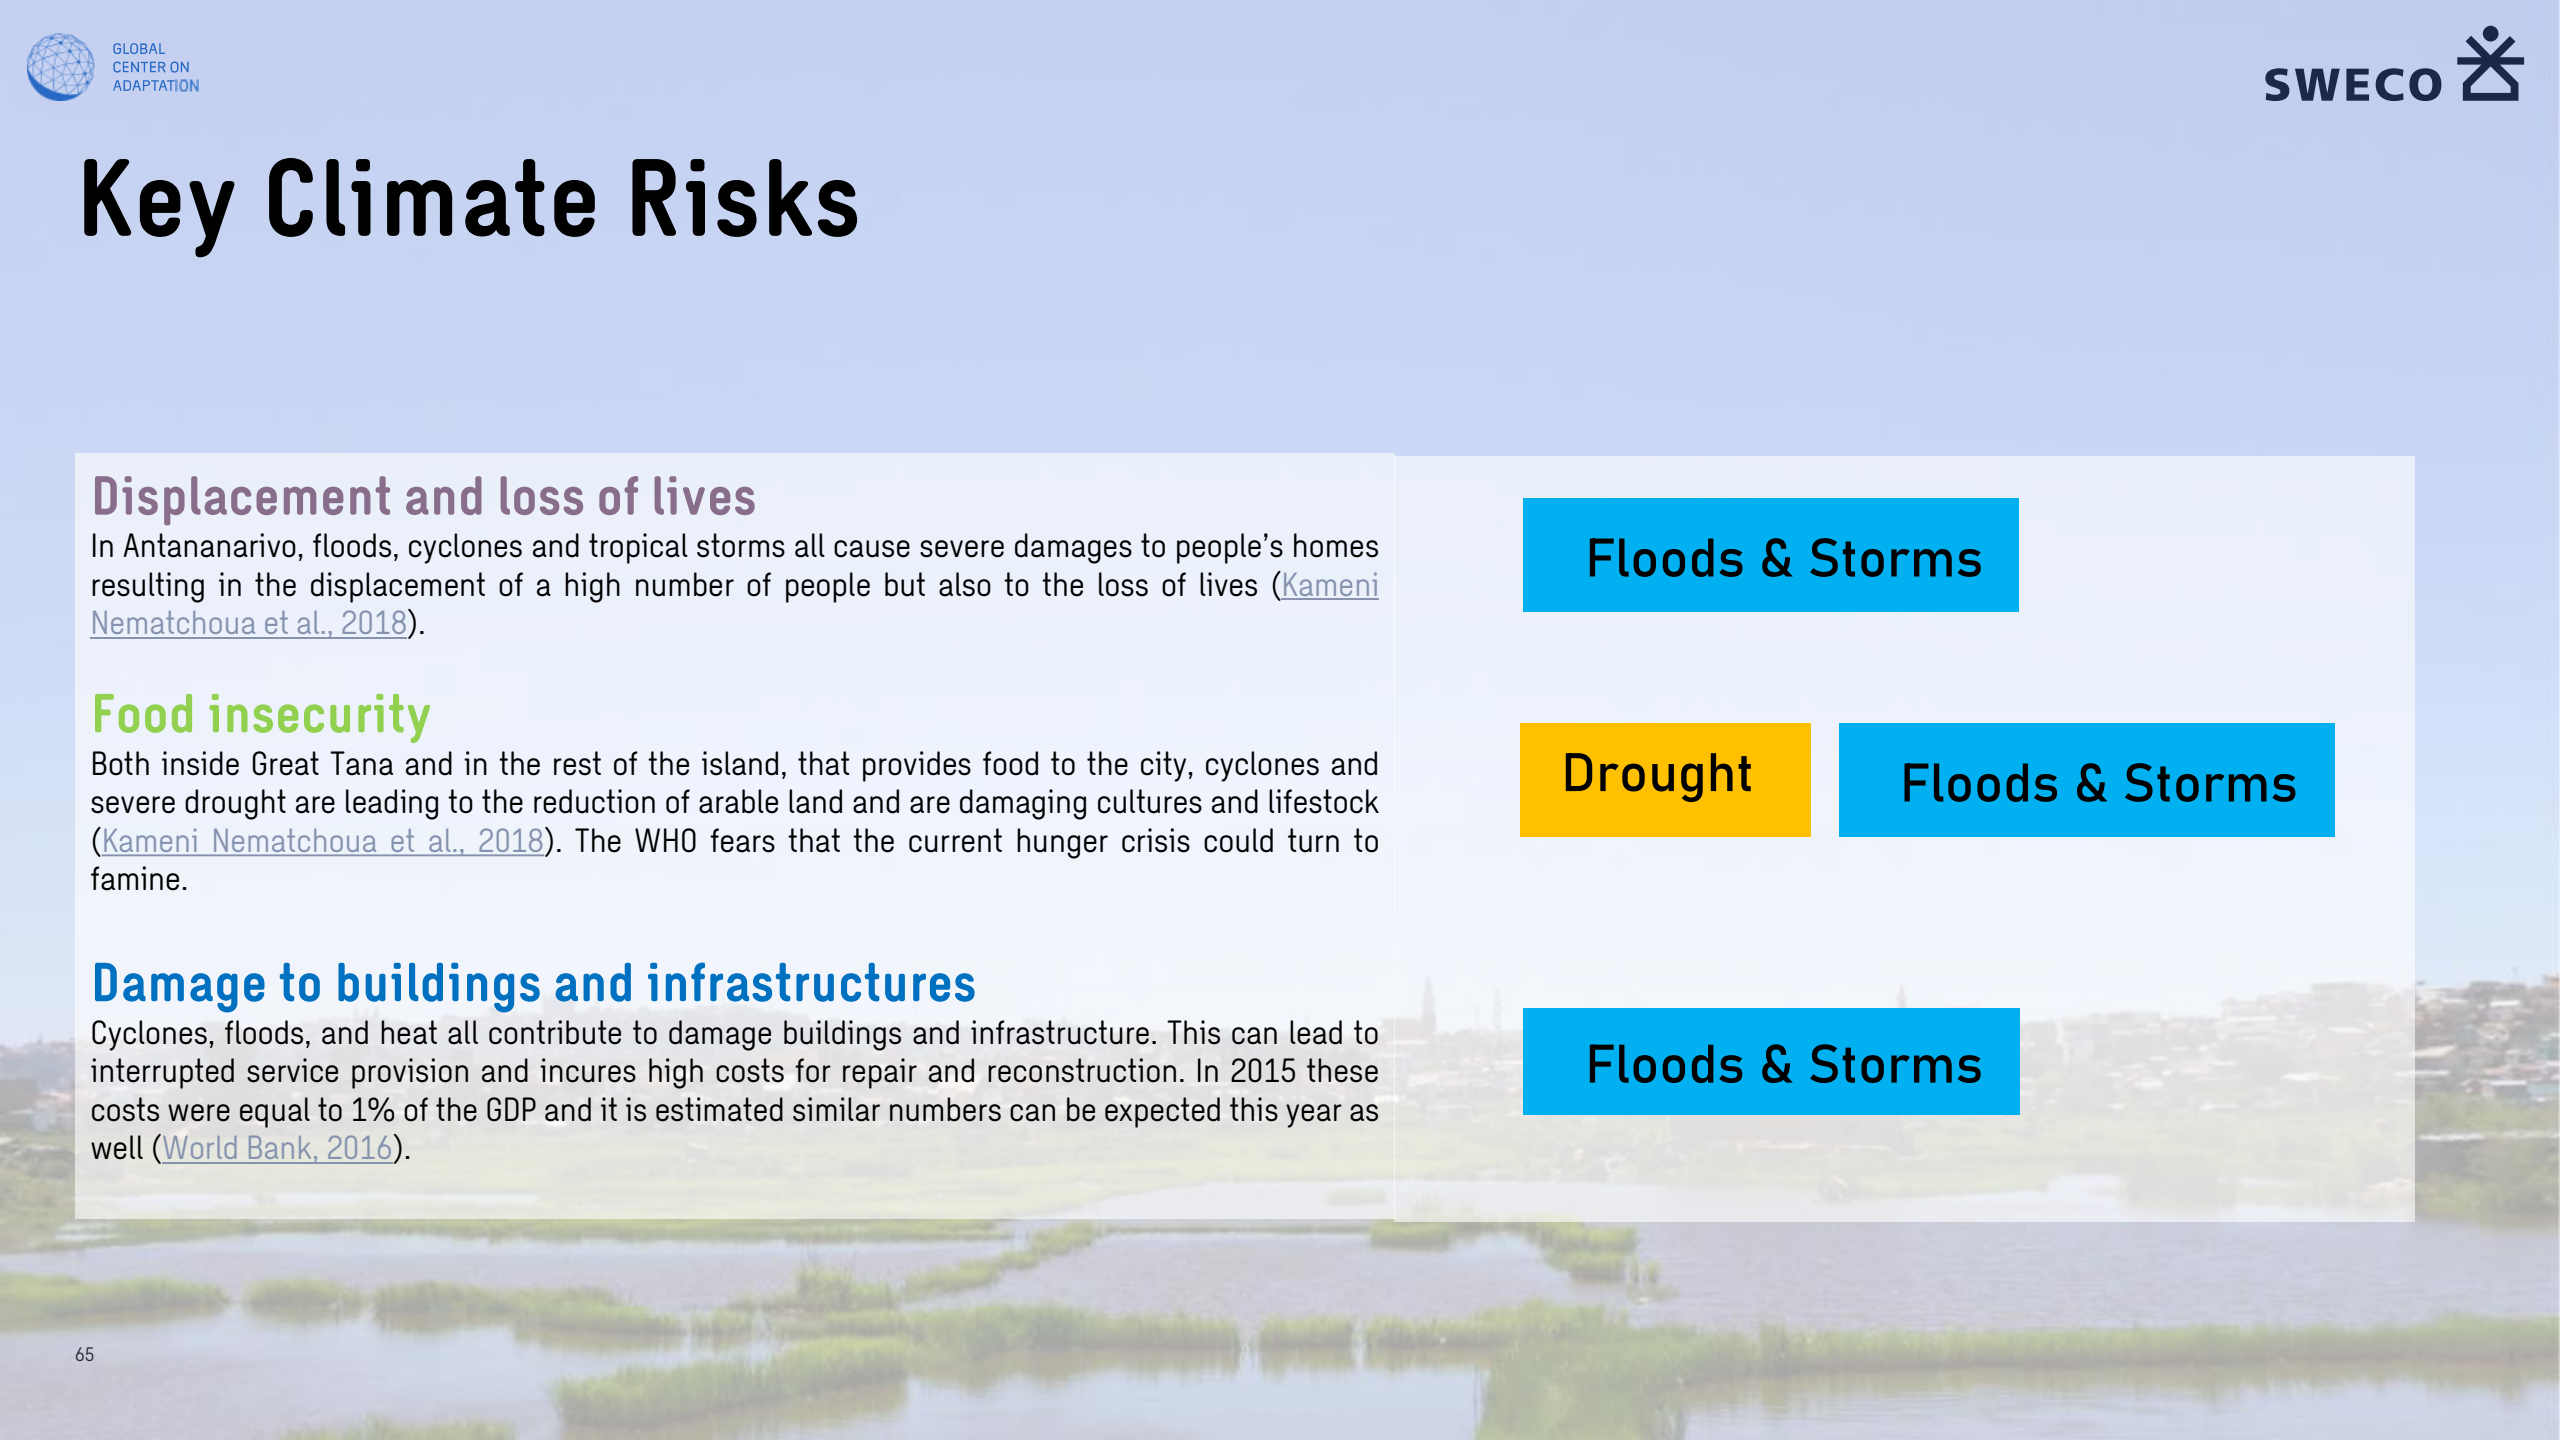 GLOBAL
CENTER ON
ADAPTATION
SWECO
Key Climate Risks
Displacement and loss of lives
In Antananarivo, floods, cyclones and tropical storms all cause severe damages to people’s homes
resulting in the displacement of a high number of people but also to the loss of lives (Kameni
Nematchoua et al., 2018).
Floods & Storms
Food insecurity
Both inside Great Tana and in the rest of the island, that provides food to the city, cyclones and
severe drought are leading to the reduction of arable land and are damaging cultures and lifestock
(Kameni Nematchoua et al., 2018). The WHO fears that the current hunger crisis could turn to
famine.
Drought
Floods & Storms
Damage to buildings and infrastructures
Cyclones, floods, and heat all contribute to damage buildings and infrastructure. This can lead to
interrupted service provision and incures high costs for repair and reconstruction. In 2015 these
costs were equal to 1% of the GDP and it is estimated similar numbers can be expected this year as
well (World Bank, 2016).
Floods & Storms
65